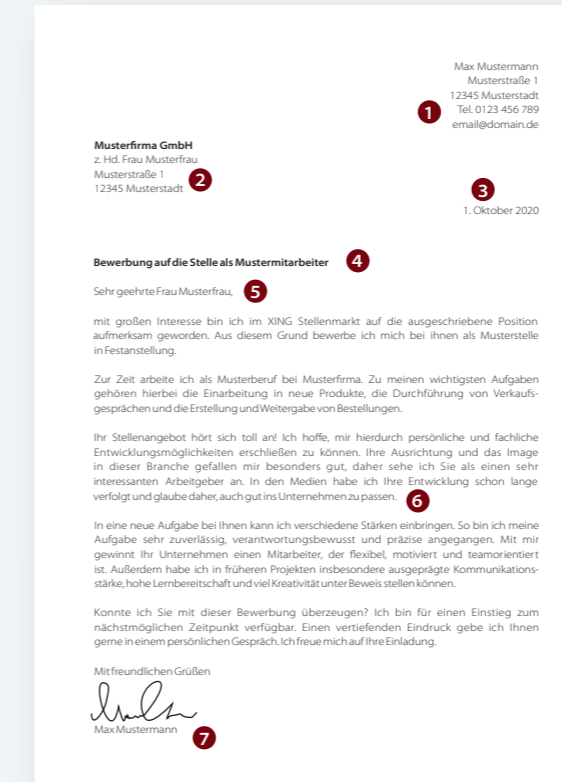 Max Mustermann
Musterstraße 1
12345 Musterstadt
1 Tel. 0123 456 789
email@domain.de
Musterfirma GmbH
z. Hd. Frau Musterfrau
Musterstraße 1
2
12345 Musterstadt
3
1. Oktober 2020
Bewerbung auf die Stelle als Mustermitarbeiter 4
Sehr geehrte Frau Musterfrau, 5
mit großen Interesse bin ich im XING Stellenmarkt auf die ausgeschriebene Position
aufmerksam geworden. Aus diesem Grund bewerbe ich mich bei ihnen als Musterstelle
in Festanstellung.
Zur Zeit arbeite ich als Musterberuf bei Musterfirma. Zu meinen wichtigsten Aufgaben
gehören hierbei die Einarbeitung in neue Produkte, die Durchführung von Verkaufs-
gesprächen und die Erstellung und Weitergabe von Bestellungen.
Ihr Stellenangebot hört sich toll an! Ich hoffe, mir hierdurch persönliche und fachliche
Entwicklungsmöglichkeiten erschließen zu können. Ihre Ausrichtung und das Image
in dieser Branche gefallen mir besonders gut, daher sehe ich Sie als einen sehr
interessanten Arbeitgeber an. In den Medien habe ich Ihre Entwicklung schon lange
verfolgt und glaube daher, auch gut ins Unternehmen zu passen. 6
In eine neue Aufgabe bei Ihnen kann ich verschiedene Stärken einbringen. So bin ich meine
Aufgabe sehr zuverlässig, verantwortungsbewusst und präzise angegangen. Mit mir
gewinnt Ihr Unternehmen einen Mitarbeiter, der flexibel, motiviert und teamorientiert
ist. Außerdem habe ich in früheren Projekten insbesondere ausgeprägte Kommunikations-
stärke, hohe Lernbereitschaft und viel Kreativität unter Beweis stellen können.
Konnte ich Sie mit dieser Bewerbung überzeugen? Ich bin für einen Einstieg zum
nächstmöglichen Zeitpunkt verfügbar. Einen vertiefenden Eindruck gebe ich Ihnen
gerne in einem persönlichen Gespräch. Ich freue mich auf Ihre Einladung.
Mit freundlichen Grüßen
Max Mustermann 7